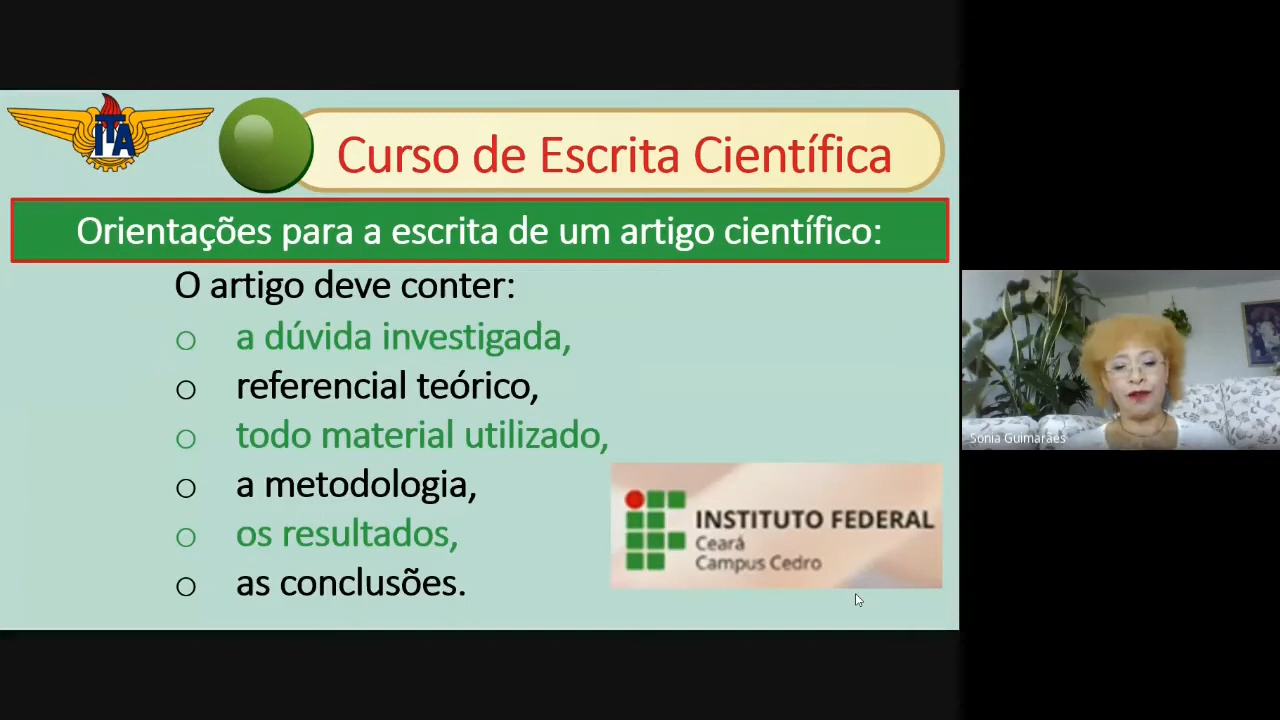 ITA
Curso de Escrita Científica
Orientações para a escrita de um artigo científico:
O artigo deve conter:
o a dúvida investigada,
o referencial teórico,
o todo material utilizado,
o a metodologia,
o os resultados,
o as conclusões.
INSTITUTO FEDERAL
Ceará
Campus Cedro
Sonia Guimarães